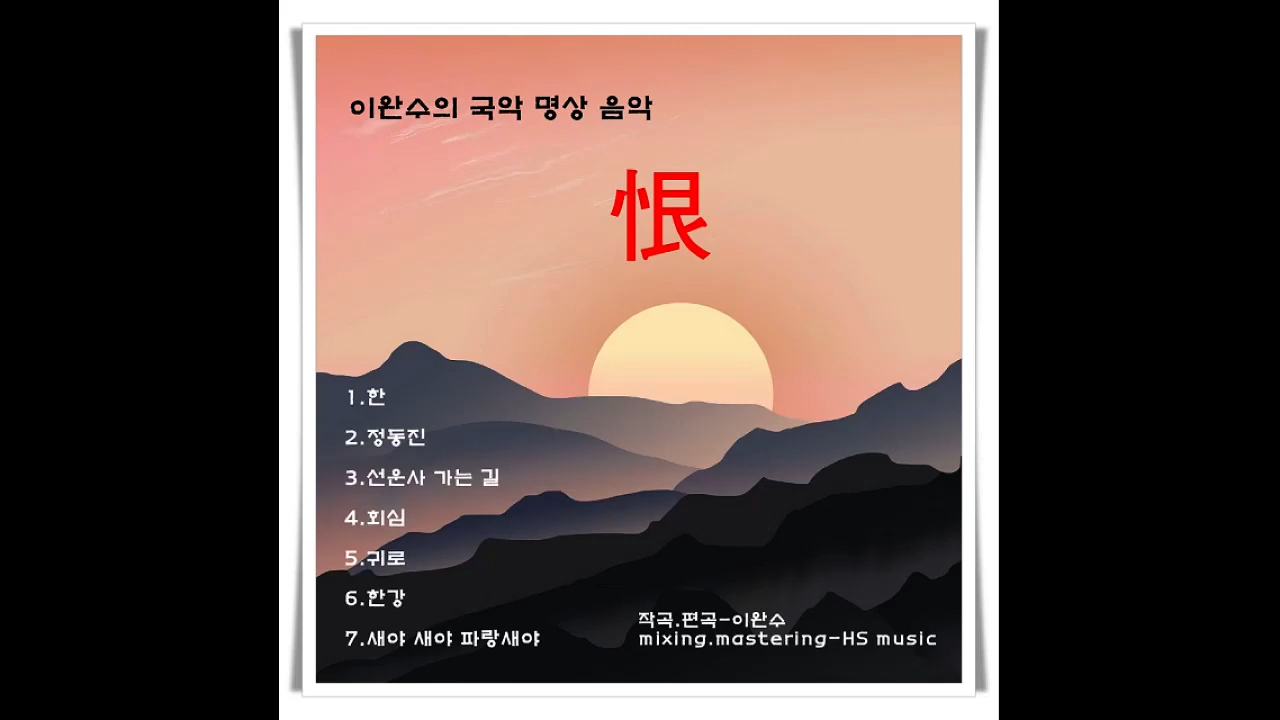 이완수의 국악 명상 음악
恨
1.한
2.정동진
3.선운사 가는 길
4.회심
5.귀로
6.한강
7.새야 새야 파랑새야
작곡.편곡-이완수
mixing.mastering-HS music